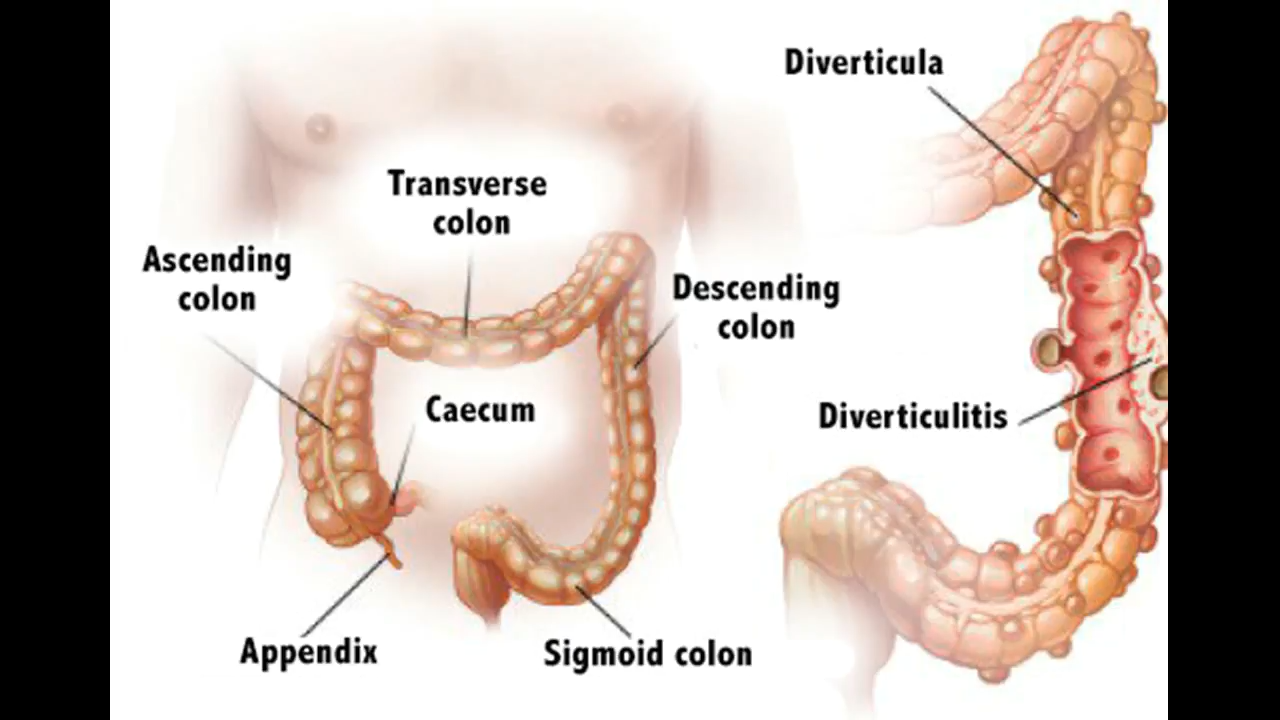 Diverticula
Transverse
colon
Ascending
colon
Descending
colon
Caecum
Diverticulitis
Appendix
Sigmoid colon